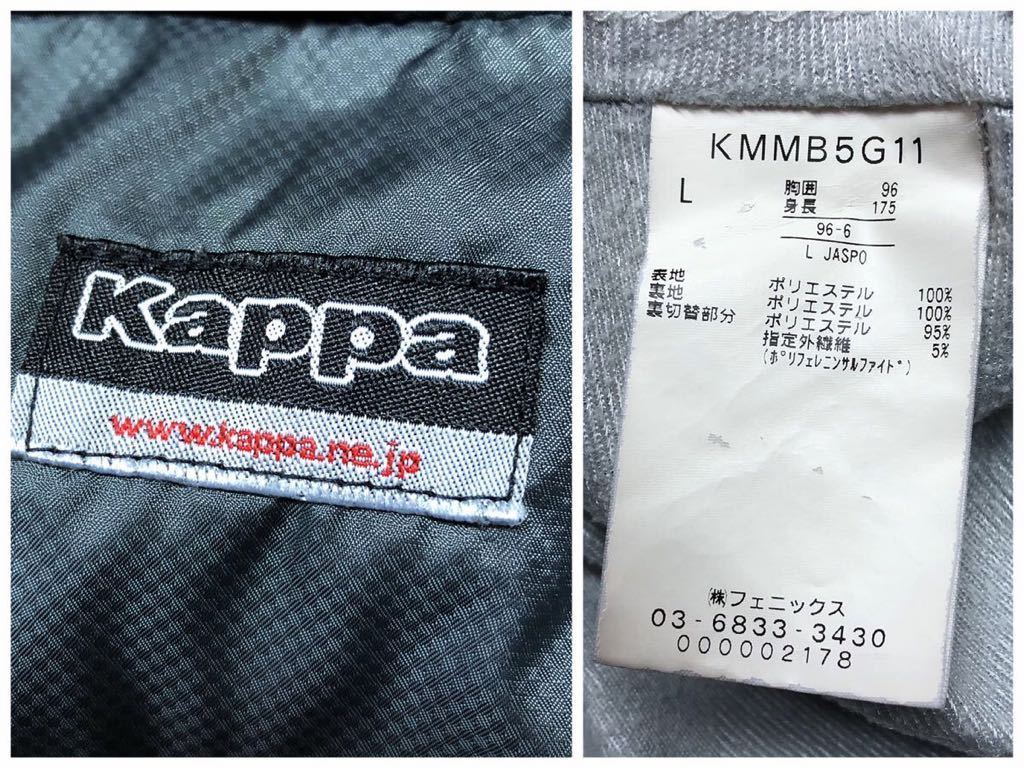 Kappa
www.kappa.ne.jp
KMMB5G11
L 胸囲 96
身長 175
96-6
L JASPO
表地 ポリエステル 100%
裏地 ポリエステル 100%
裏切替部分 ポリエステル 95%
指定外繊維 5%
(ポリフェレニンサルファイド)
㈱フェニックス
03-6833-3430
000002178